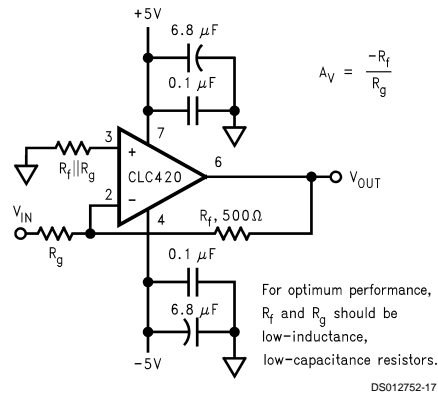 +5V
6.8 μF
0.1 μF
A_V = -R_f / R_g
3
7
+
R_f||R_g
CLC420
6
V_OUT
2
−
V_IN
4
R_f, 500Ω
R_g
0.1 μF
6.8 μF
-5V
For optimum performance,
R_f and R_g should be
low-inductance,
low-capacitance resistors.
DS012752-17